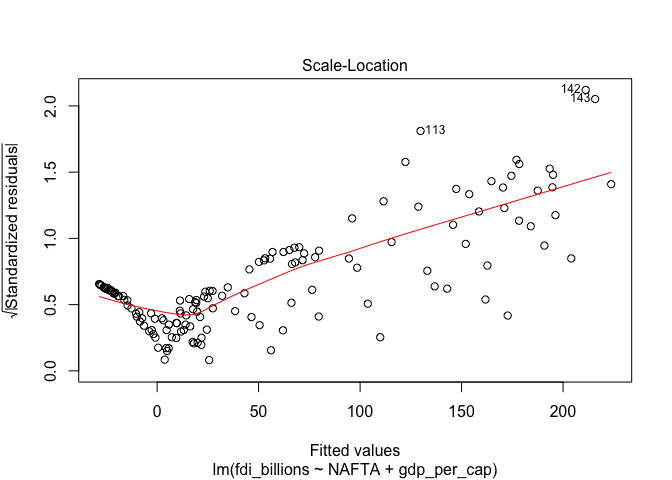 Scale-Location
√|Standardized residuals|
2.0
1.5
1.0
0.5
0.0
142
143
113
0 50 100 150 200
Fitted values
lm(fdi_billions ~ NAFTA + gdp_per_cap)